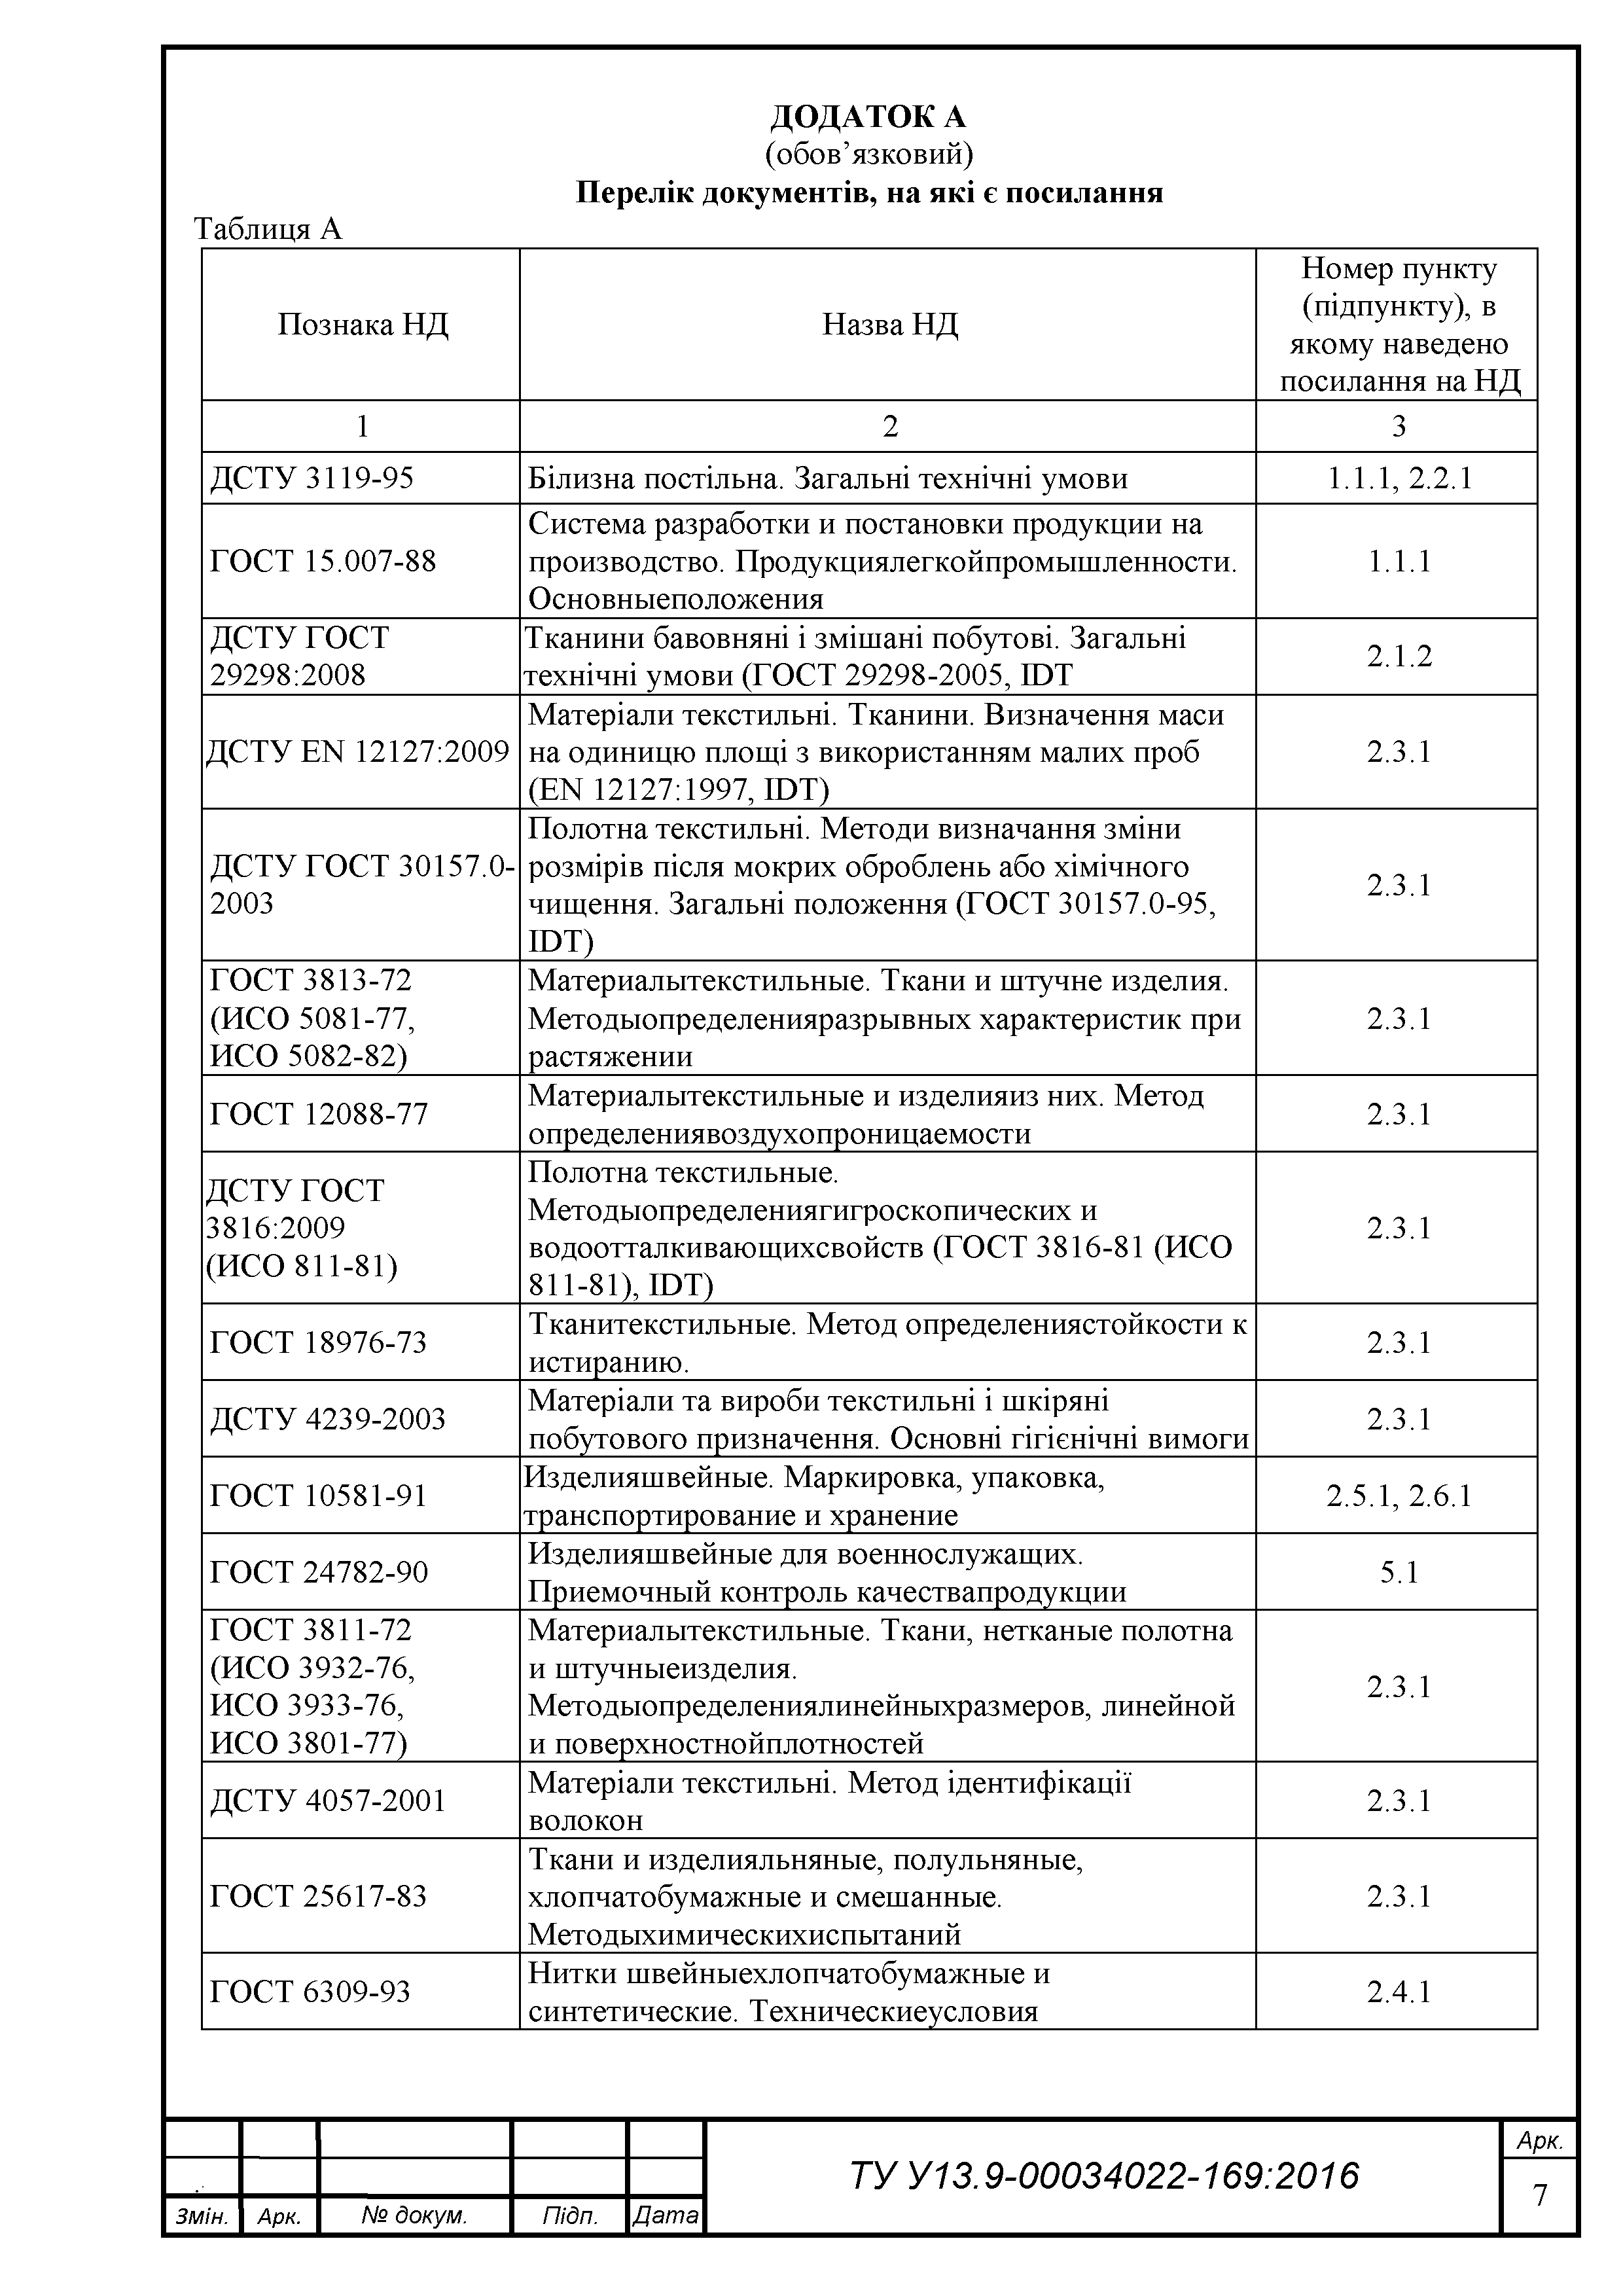 ДОДАТОК А
(обов’язковий)
Перелік документів, на які є посилання
Таблиця А
Познака НД
Назва НД
Номер пункту
(підпункту), в
якому наведено
посилання на НД
1
2
3
ДСТУ 3119-95
Білизна постільна. Загальні технічні умови
1.1.1, 2.2.1
ГОСТ 15.007-88
Система разработки и постановки продукции на
производство. Продукциялегкойпромышленности.
Основныеположения
1.1.1
ДСТУ ГОСТ
29298:2008
Тканини бавовняні і змішані побутові. Загальні
технічні умови (ГОСТ 29298-2005, IDT
2.1.2
ДСТУ EN 12127:2009
Матеріали текстильні. Тканини. Визначення маси
на одиницю площі з використанням малих проб
(EN 12127:1997, IDT)
2.3.1
ДСТУ ГОСТ 30157.0-
2003
Полотна текстильні. Методи визначання зміни
розмірів після мокрих оброблень або хімічного
чищення. Загальні положення (ГОСТ 30157.0-95,
IDT)
2.3.1
ГОСТ 3813-72
(ИСО 5081-77,
ИСО 5082-82)
Материалытекстильные. Ткани и штучне изделия.
Методыопределенияразрывных характеристик при
растяжении
2.3.1
ГОСТ 12088-77
Материалытекстильные и изделияиз них. Метод
определениявоздухопроницаемости
2.3.1
ДСТУ ГОСТ
3816:2009
(ИСО 811-81)
Полотна текстильные.
Методыопределениягигроскопических и
водоотталкивающихсвойств (ГОСТ 3816-81 (ИСО
811-81), IDT)
2.3.1
ГОСТ 18976-73
Тканитекстильные. Метод определениястойкости к
истиранию.
2.3.1
ДСТУ 4239-2003
Матеріали та вироби текстильні і шкіряні
побутового призначення. Основні гігієнічні вимоги
2.3.1
ГОСТ 10581-91
Изделияшвейные. Маркировка, упаковка,
транспортирование и хранение
2.5.1, 2.6.1
ГОСТ 24782-90
Изделияшвейные для военнослужащих.
Приемочный контроль качествапродукции
5.1
ГОСТ 3811-72
(ИСО 3932-76,
ИСО 3933-76,
ИСО 3801-77)
Материалытекстильные. Ткани, нетканые полотна
и штучныеизделия.
Методыопределениялинейныхразмеров, линейной
и поверхностнойплотностей
2.3.1
ДСТУ 4057-2001
Матеріали текстильні. Метод ідентифікації
волокон
2.3.1
ГОСТ 25617-83
Ткани и изделияльняные, полульняные,
хлопчатобумажные и смешанные.
Методыхимическихиспытаний
2.3.1
ГОСТ 6309-93
Нитки швейныехлопчатобумажные и
синтетические. Техническиеусловия
2.4.1
Змін.
Арк.
№ докум.
Підп.
Дата
ТУ У13.9-00034022-169:2016
Арк.
7